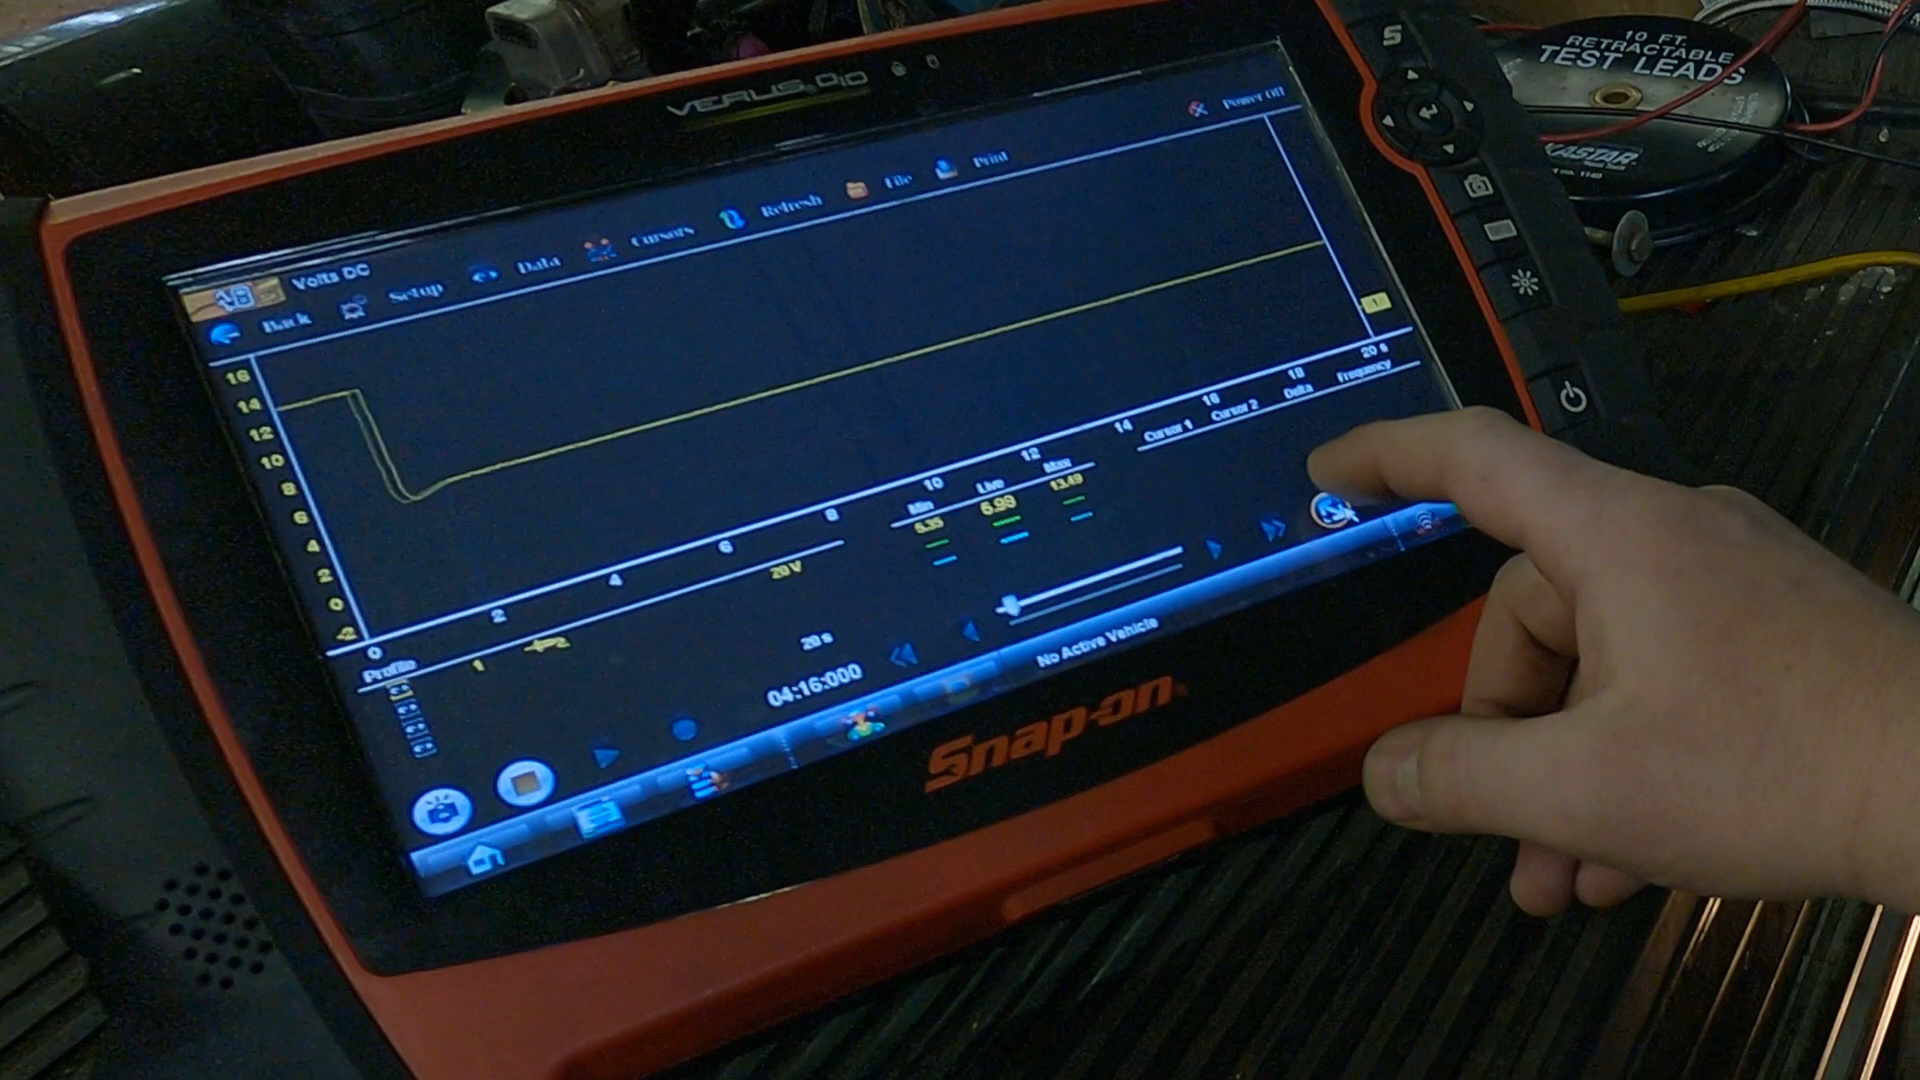 VERUS Pro
S
10 FT.
RETRACTABLE
TEST LEADS
KASTAR
Volts DC
Power Off
Back
Setup
Data
Cursors
Refresh
File
Print
16
14
12
10
8
6
4
2
0
-2
1
0
2
4
6
8
10
12
14
16
18
20 s
Profile
1
20 V
Min
Live
Max
Cursor 1
Cursor 2
Delta
Frequency
6.99
13.49
20 s
04:16:000
No Active Vehicle
Snap-on